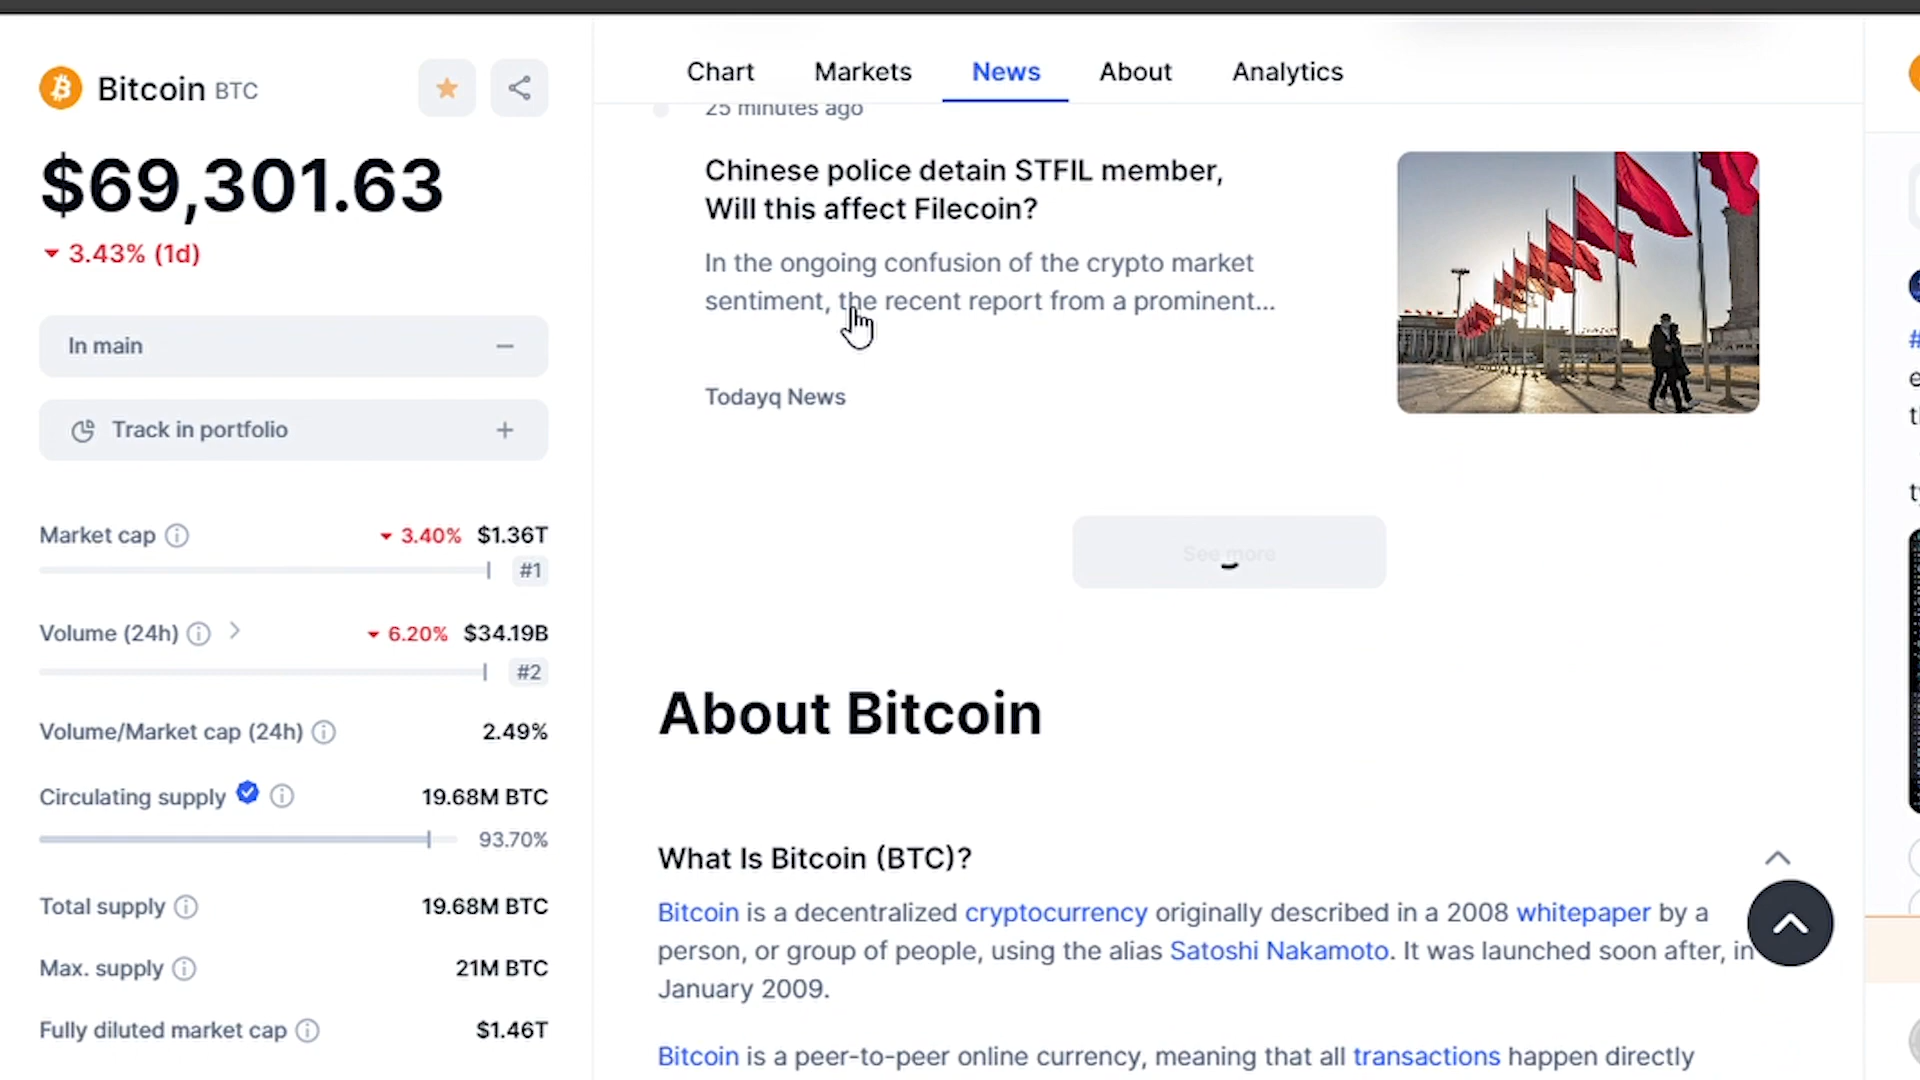 Bitcoin BTC
$69,301.63
3.43% (1d)
In main
Track in portfolio
Market cap 3.40% $1.36T
#1
Volume (24h) 6.20% $34.19B
#2
Volume/Market cap (24h) 2.49%
Circulating supply 19.68M BTC
93.70%
Total supply 19.68M BTC
Max. supply 21M BTC
Fully diluted market cap $1.46T
Chart Markets News About Analytics
25 minutes ago
Chinese police detain STFIL member,
Will this affect Filecoin?
In the ongoing confusion of the crypto market
sentiment, the recent report from a prominent...
Todayq News
See more
About Bitcoin
What Is Bitcoin (BTC)?
Bitcoin is a decentralized cryptocurrency originally described in a 2008 whitepaper by a
person, or group of people, using the alias Satoshi Nakamoto. It was launched soon after, in
January 2009.
Bitcoin is a peer-to-peer online currency, meaning that all transactions happen directly